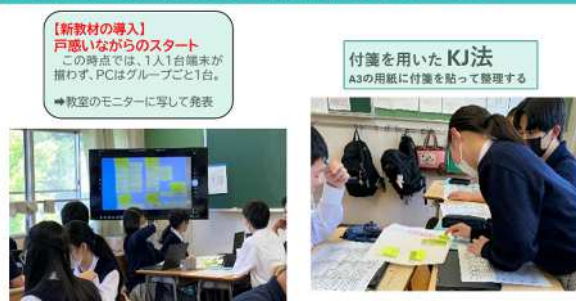 【新教材の導入】
戸惑いながらのスタート
この時点では、1人1台端末が
揃わず、PCはグループごと1台。
➡教室のモニターに写して発表
付箋を用いたKJ法
A3の用紙に付箋を貼って整理する